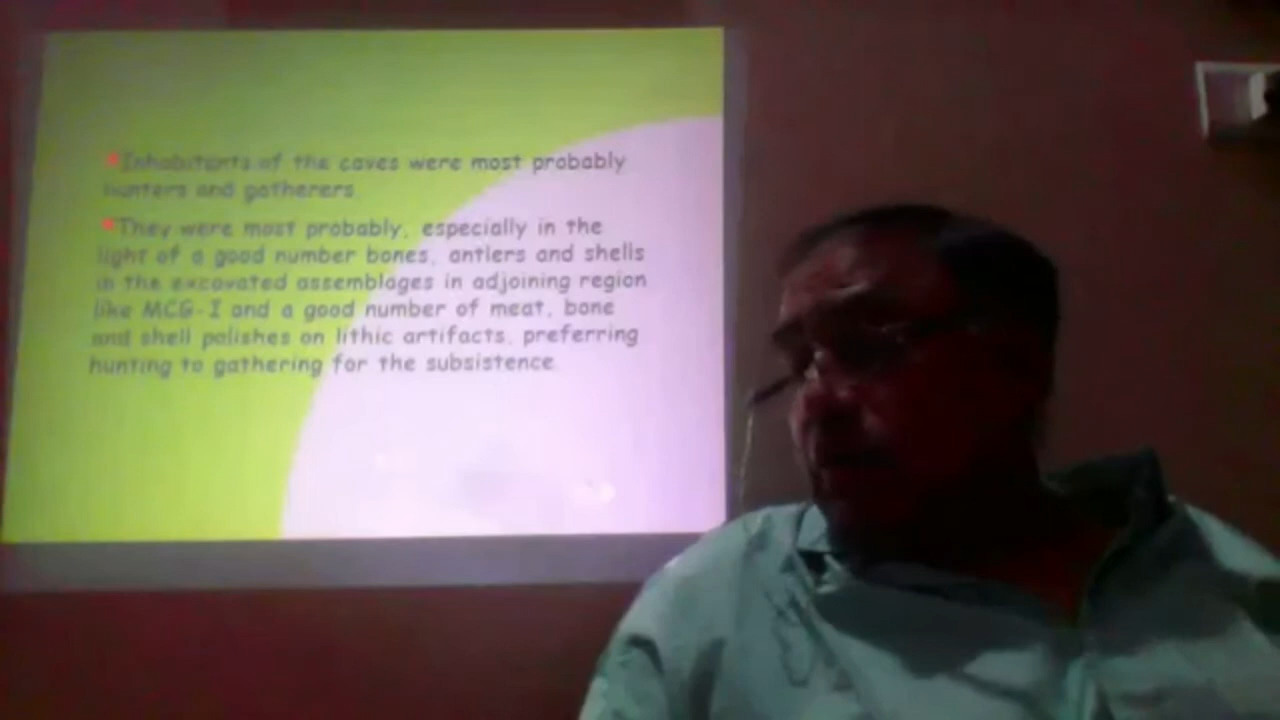 *Inhabitants of the caves were most probably
hunters and gatherers.
*They were most probably, especially in the
light of a good number bones, antlers and shells
in the excavated assemblages in adjoining region
like MCG-I and a good number of meat, bone
and shell polishes on lithic artifacts, preferring
hunting to gathering for the subsistence.